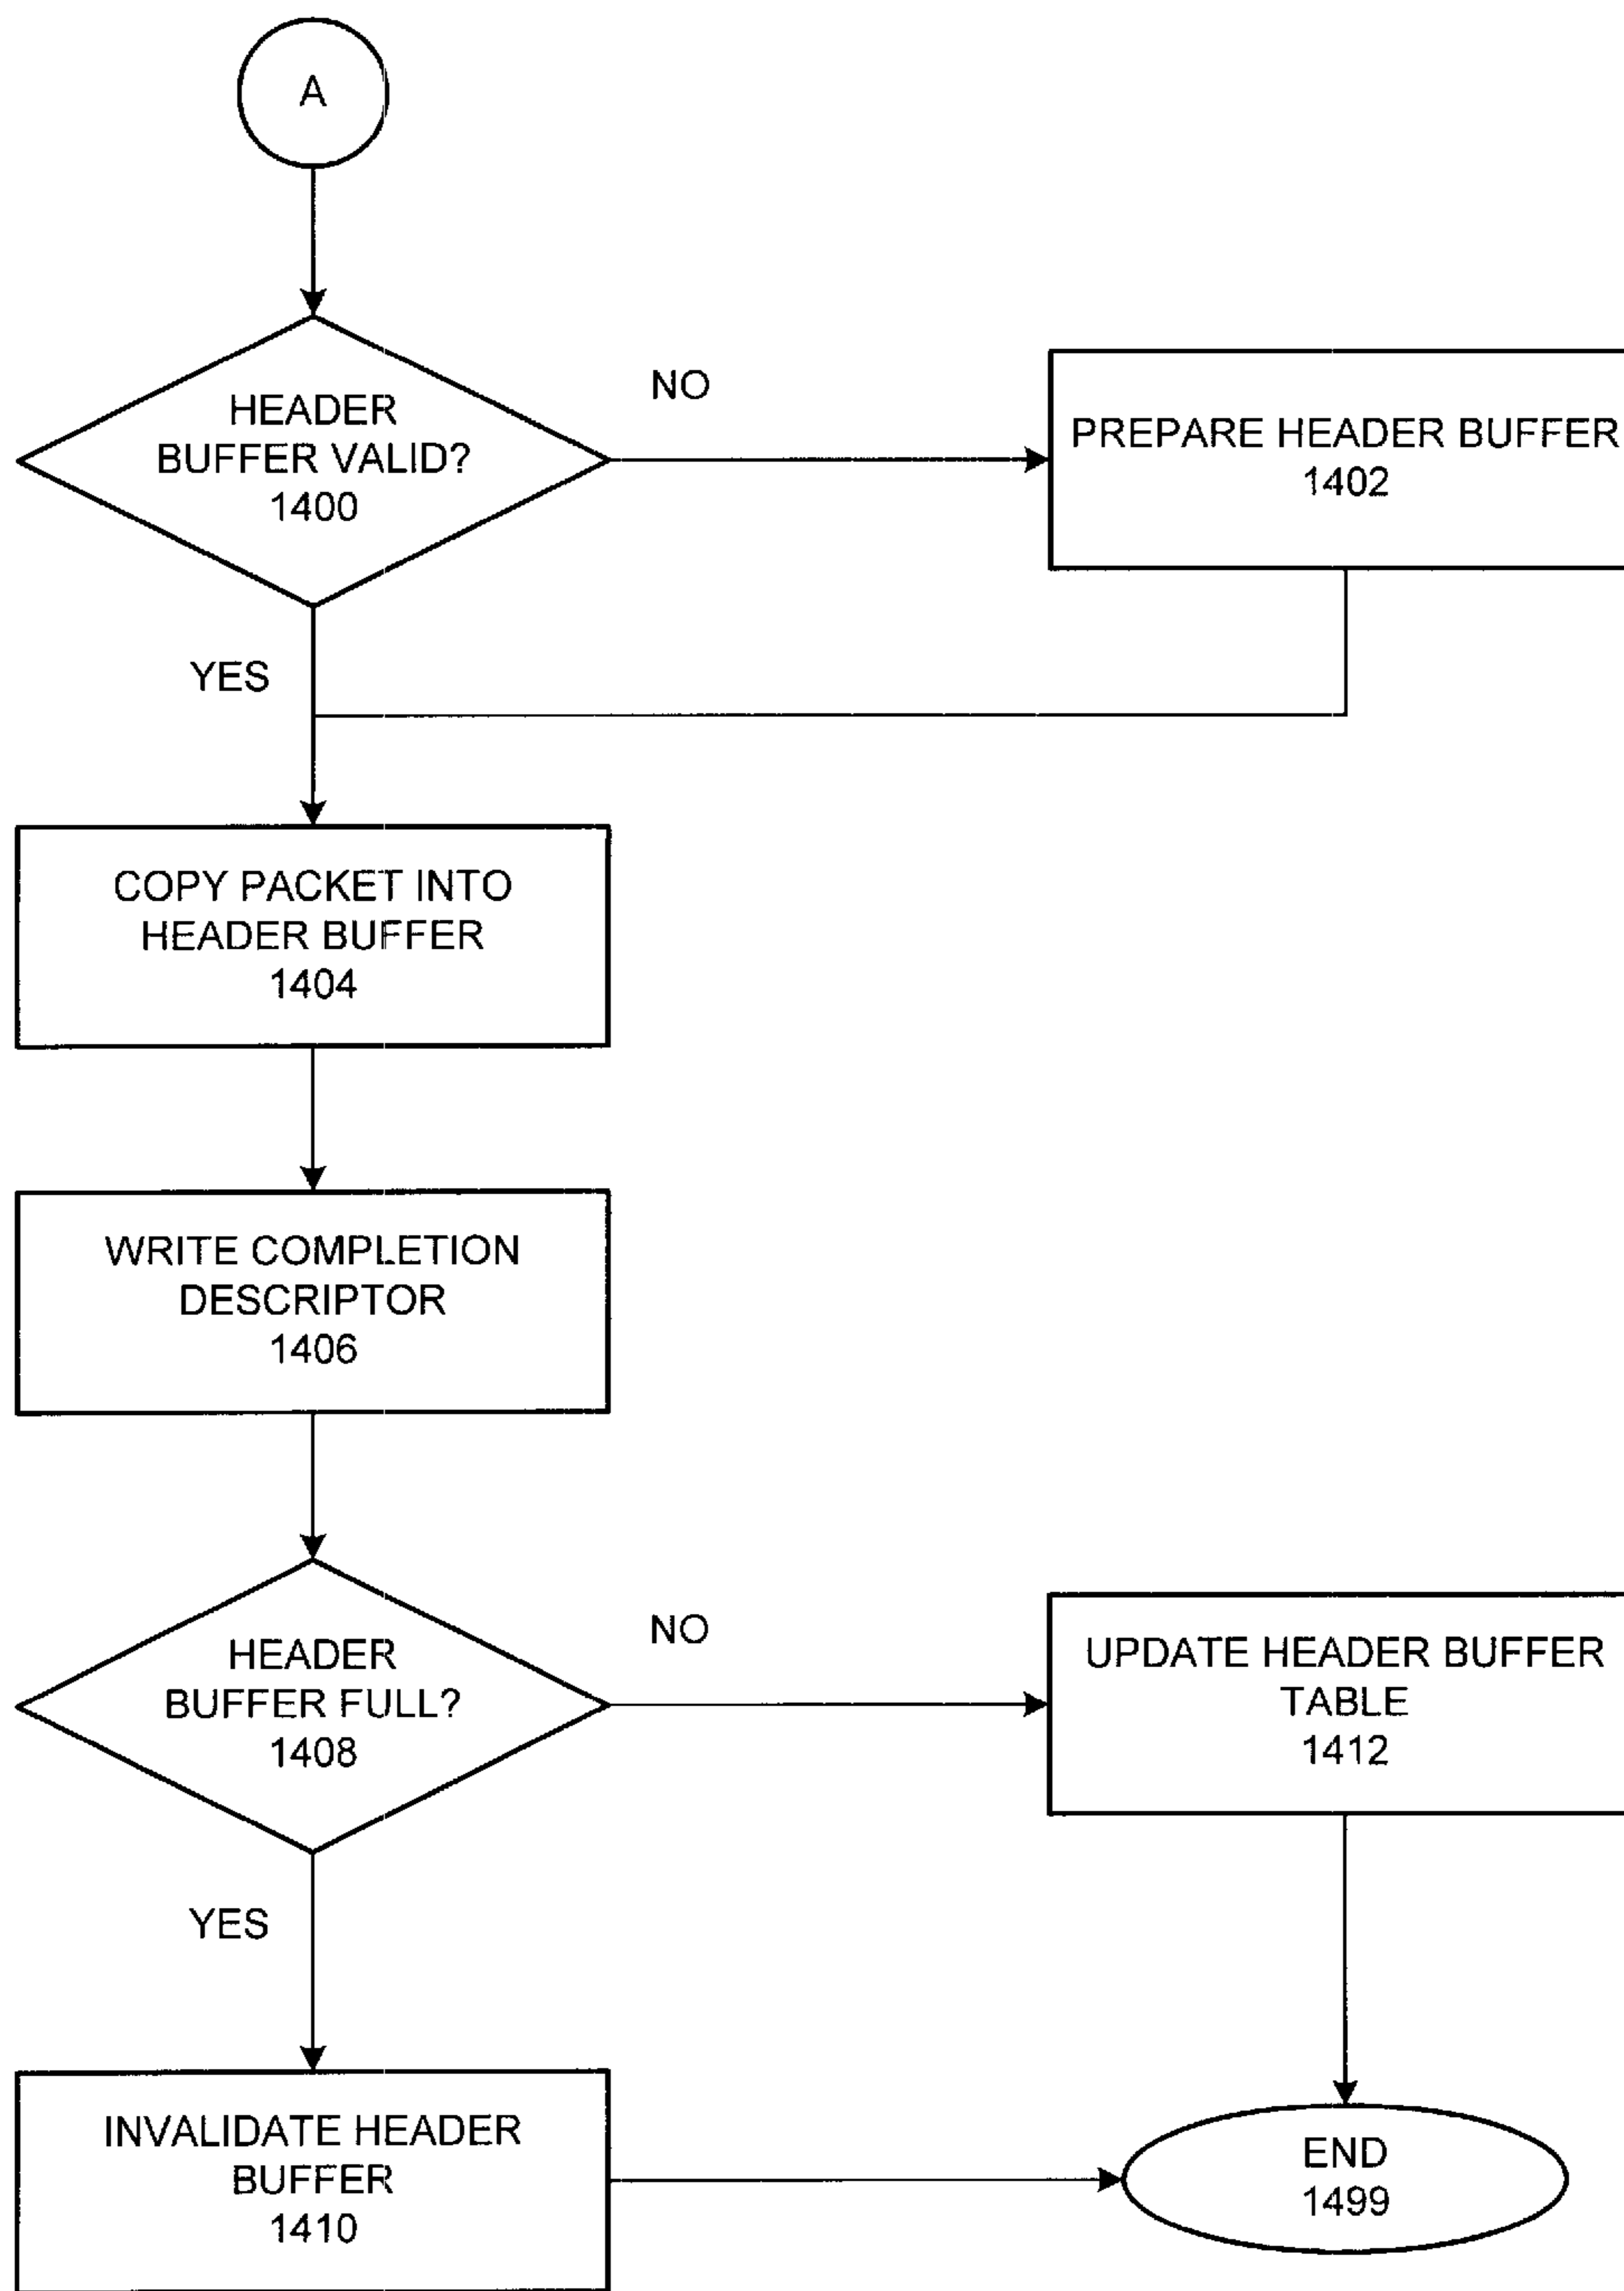 A
HEADER
BUFFER VALID?
1400
NO
PREPARE HEADER BUFFER
1402
YES
COPY PACKET INTO
HEADER BUFFER
1404
WRITE COMPLETION
DESCRIPTOR
1406
HEADER
BUFFER FULL?
1408
NO
UPDATE HEADER BUFFER
TABLE
1412
YES
INVALIDATE HEADER
BUFFER
1410
END
1499